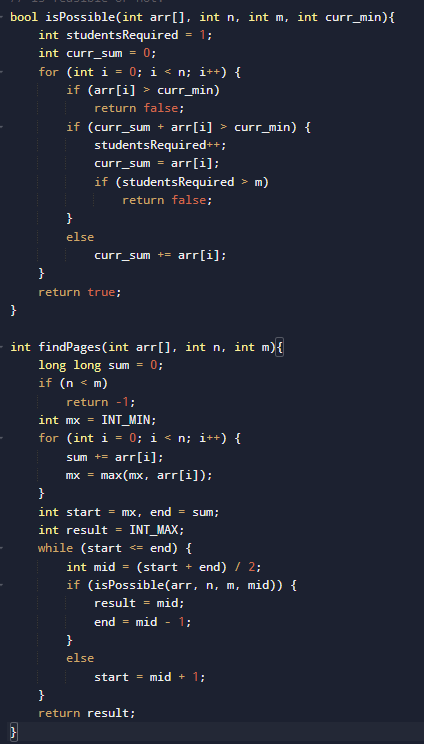 bool isPossible(int arr[], int n, int m, int curr_min){
    int studentsRequired = 1;
    int curr_sum = 0;
    for (int i = 0; i < n; i++) {
        if (arr[i] > curr_min)
            return false;
        if (curr_sum + arr[i] > curr_min) {
            studentsRequired++;
            curr_sum = arr[i];
            if (studentsRequired > m)
                return false;
        }
        else
            curr_sum += arr[i];
    }
    return true;
}

int findPages(int arr[], int n, int m){
    long long sum = 0;
    if (n < m)
        return -1;
    int mx = INT_MIN;
    for (int i = 0; i < n; i++) {
        sum += arr[i];
        mx = max(mx, arr[i]);
    }
    int start = mx, end = sum;
    int result = INT_MAX;
    while (start <= end) {
        int mid = (start + end) / 2;
        if (isPossible(arr, n, m, mid)) {
            result = mid;
            end = mid - 1;
        }
        else
            start = mid + 1;
    }
    return result;
}